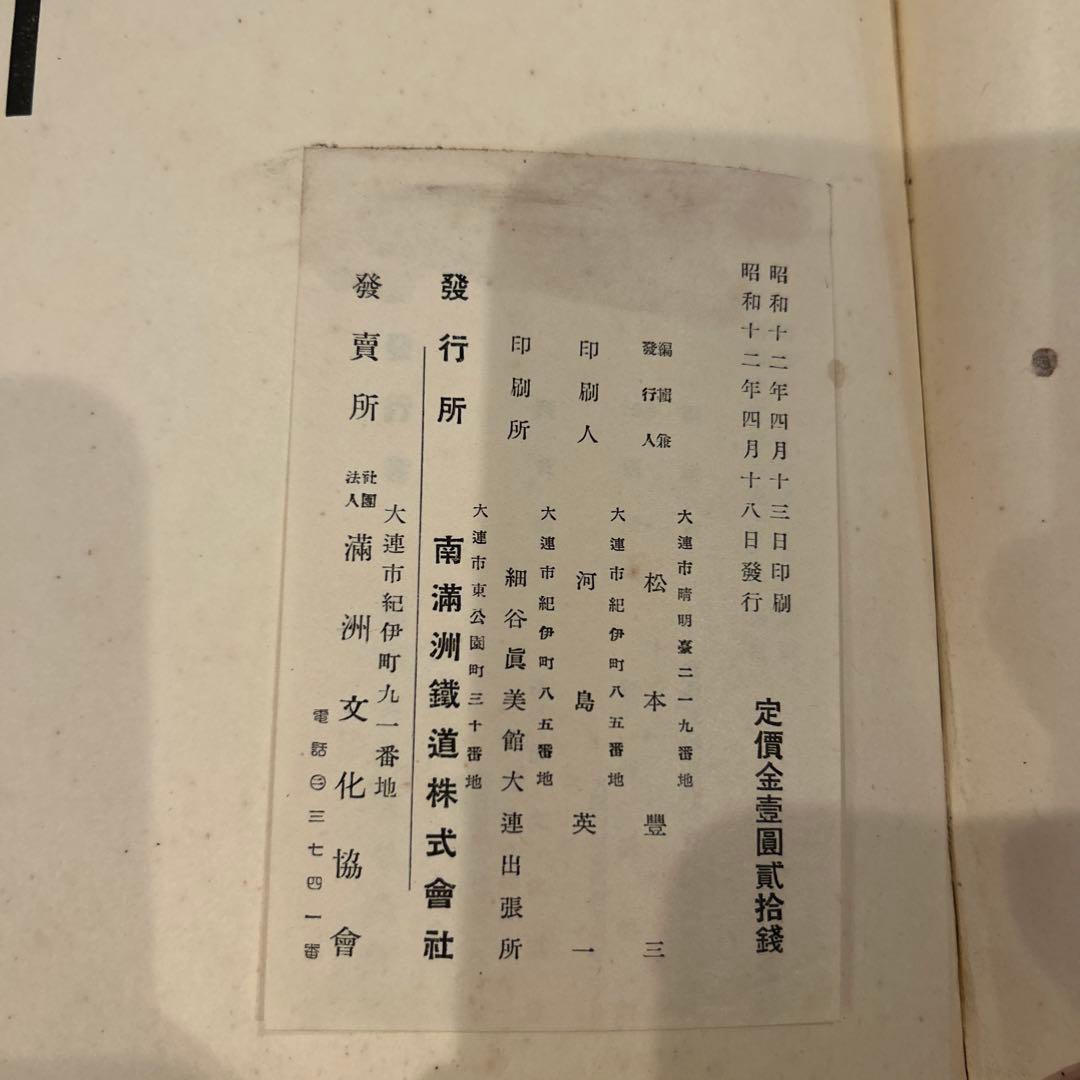 昭和十二年四月十三日印刷
昭和十二年四月十八日發行
定價金壹圓貳拾錢
大連市晴明臺二一九番地
編輯兼
發行人
松本豐三
大連市紀伊町八五番地
印刷人 河島英一
大連市紀伊町八五番地
印刷所 細谷眞美館大連出張所
大連市東公園町三十番地
發行所 南滿洲鐵道株式會社
大連市紀伊町九一番地
發賣所 社團法人 滿洲文化協會
電話㊂三七四一番